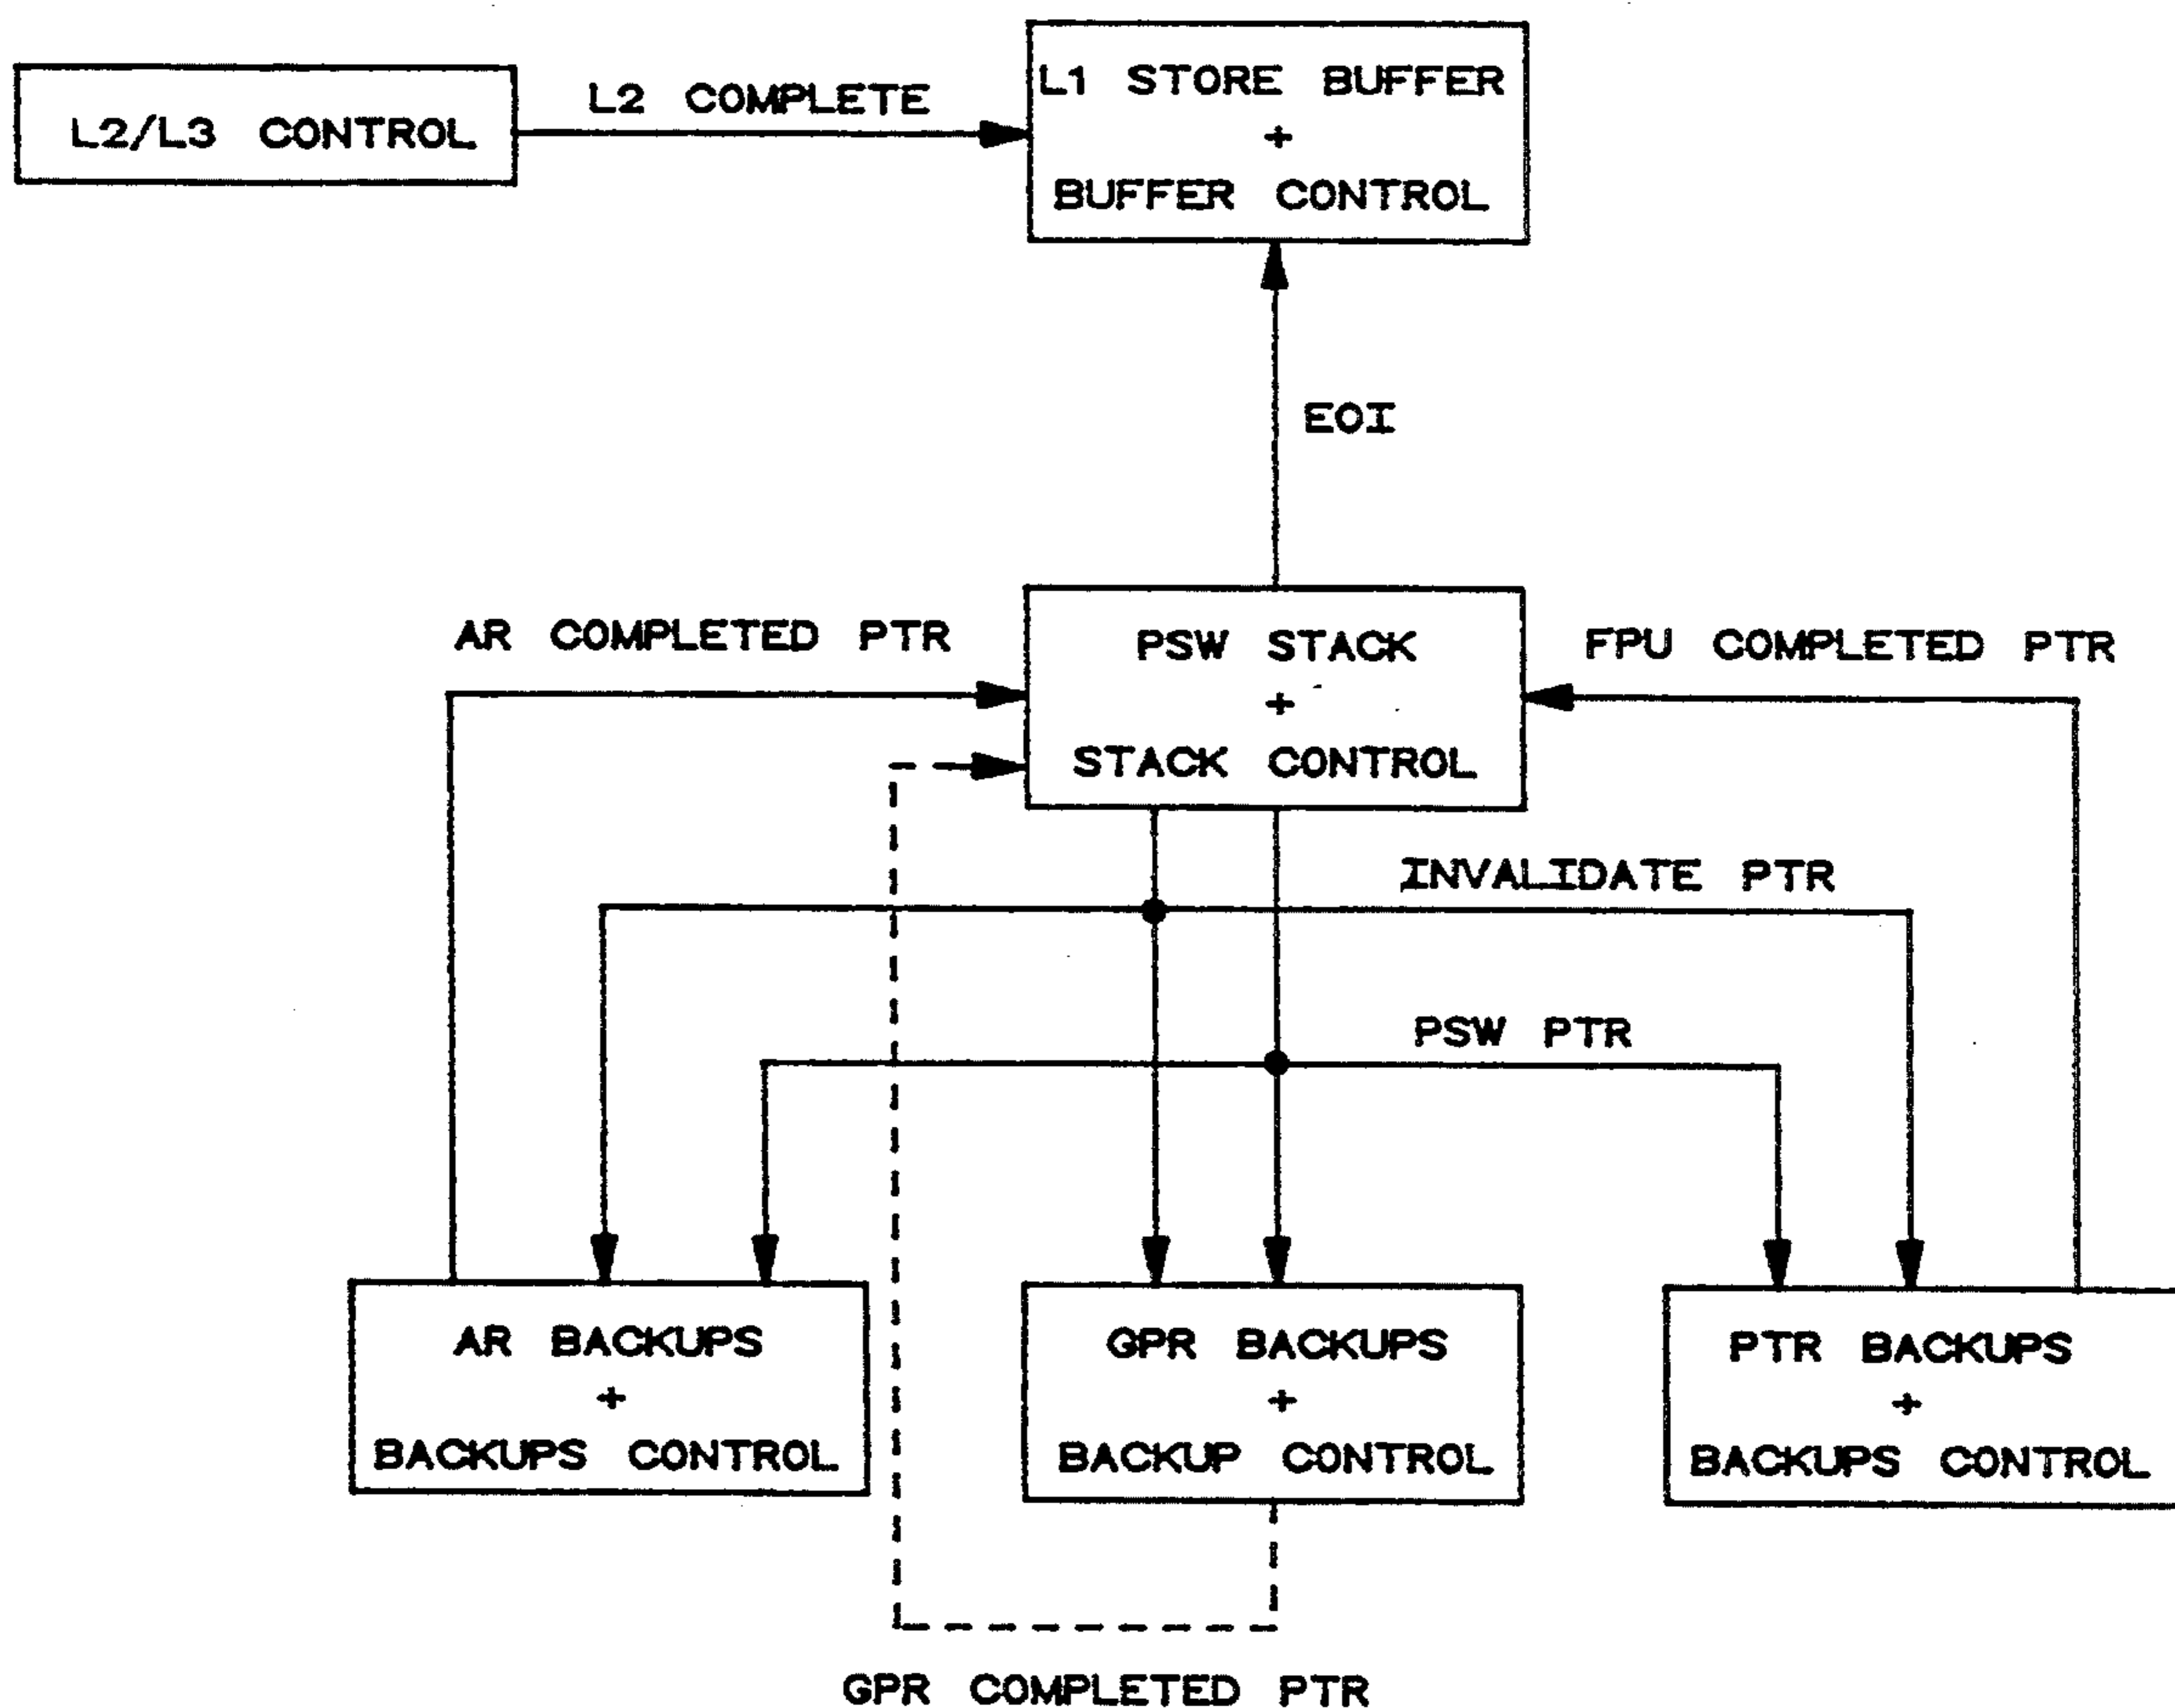 L1 STORE BUFFER
+
BUFFER CONTROL
L2/L3 CONTROL
L2 COMPLETE
EOI
AR COMPLETED PTR
PSW STACK
+
STACK CONTROL
FPU COMPLETED PTR
INVALIDATE PTR
PSW PTR
AR BACKUPS
+
BACKUPS CONTROL
GPR BACKUPS
+
BACKUP CONTROL
PTR BACKUPS
+
BACKUPS CONTROL
GPR COMPLETED PTR